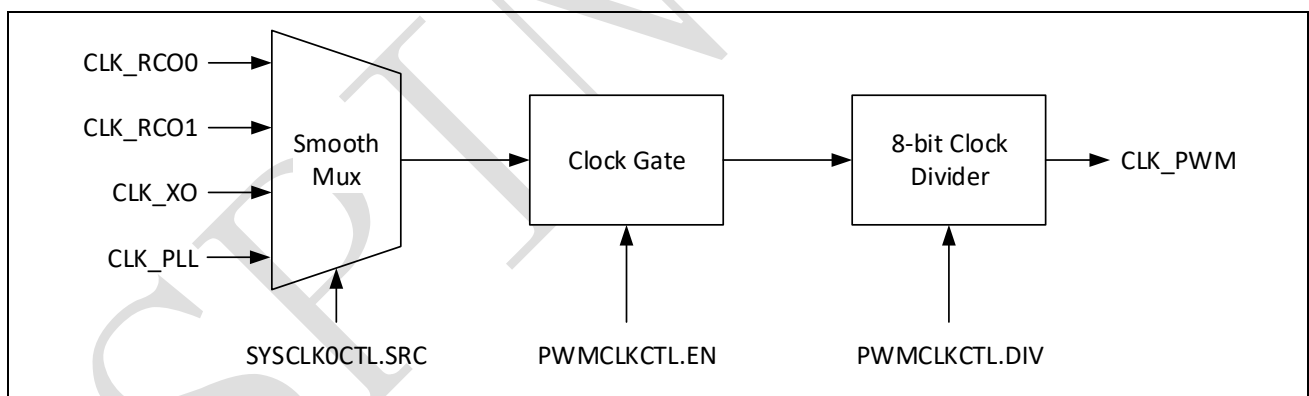 CLK_RCO0
CLK_RCO1
CLK_XO
CLK_PLL
Smooth
Mux
Clock Gate
8-bit Clock
Divider
CLK_PWM
SYSCLK0CTL.SRC
PWMCLKCTL.EN
PWMCLKCTL.DIV